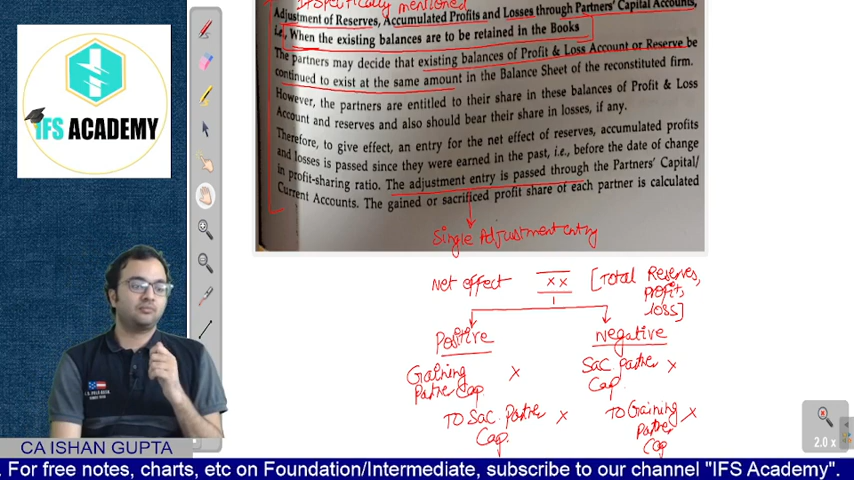 If specifically mentioned
Adjustment of Reserves, Accumulated Profits and Losses through Partners' Capital Accounts,
i.e., When the existing balances are to be retained in the Books
The partners may decide that existing balances of Profit & Loss Account or Reserve be
continued to exist at the same amount in the Balance Sheet of the reconstituted firm.
However, the partners are entitled to their share in these balances of Profit & Loss
Account and reserves and also should bear their share in losses, if any.
Therefore, to give effect, an entry for the net effect of reserves, accumulated profits
and losses is passed since they were earned in the past, i.e., before the date of change
in profit-sharing ratio. The adjustment entry is passed through the Partners' Capital/
Current Accounts. The gained or sacrificed profit share of each partner is calculated
Single Adjustment entry
Net effect xx [Total Reserves,
profit,
loss]
Positive Negative
Gaining x Sac. partner x
Partner Cap Cap
To Sac. Partner x To Gaining x
Cap. Partner
Cap
IFS ACADEMY
2.0 x
CA ISHAN GUPTA
. For free notes, charts, etc on Foundation/Intermediate, subscribe to our channel "IFS Academy".